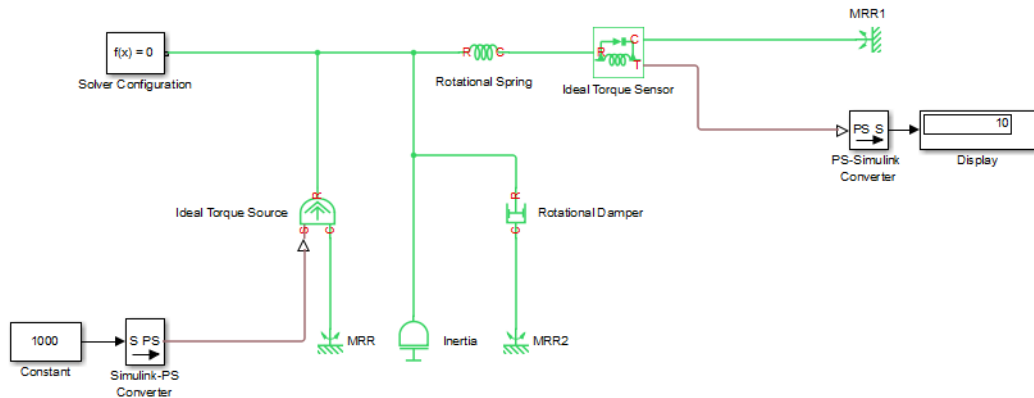 MRR1
f(x) = 0
Solver Configuration
R C
Rotational Spring
R C T
Ideal Torque Sensor
10
PS S
PS-Simulink
Converter
Display
Ideal Torque Source
R
S C
R
C
Rotational Damper
1000
Constant
S PS
Simulink-PS
Converter
MRR
Inertia
MRR2